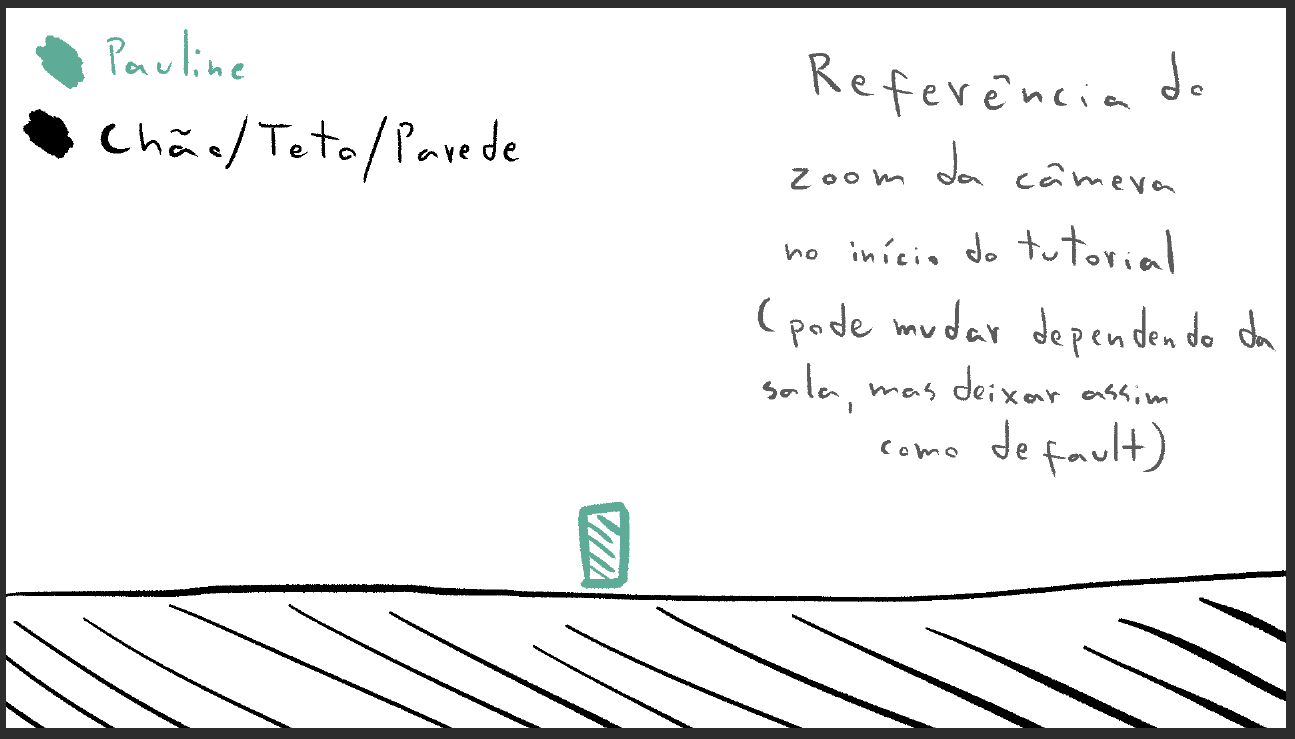 Pauline
Chão/Teto/Parede
Referência do
zoom da câmera
no início do tutorial
(pode mudar dependendo da
sala, mas deixar assim
como default)